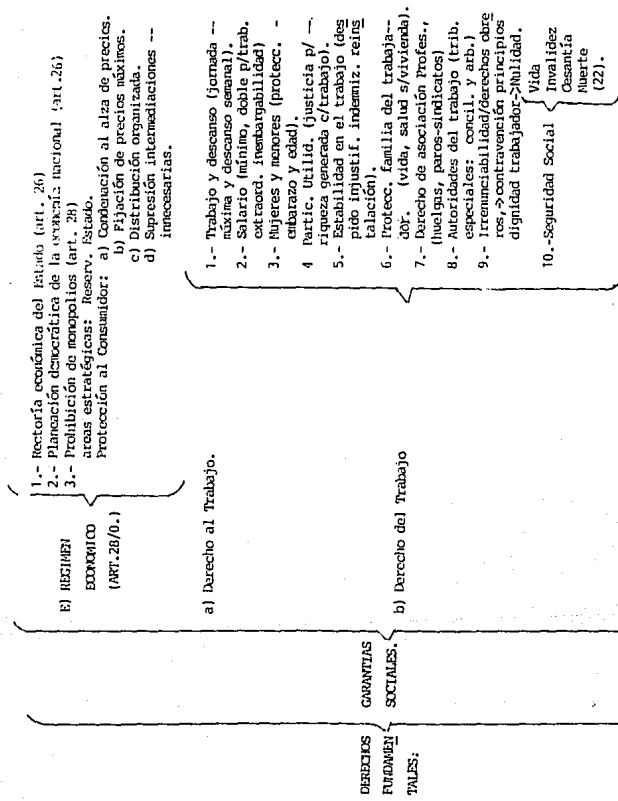 DERECHOS
FUNDAMEN
TALES:
GARANTIAS
SOCIALES.
E) REGIMEN
ECONOMICO
(ART.28/0.)
1.- Rectoría económica del Estado (art. 26)
2.- Planeación democrática de la economía nacional (art.26)
3.- Prohibición de monopolios (art. 28)
areas estratégicas: Reserv. Estado.
Protección al Consumidor: a) Condenación al alza de precios.
b) Fijación de precios máximos.
c) Distribución organizada.
d) Supresión intermediaciones --
innecesarias.
a) Derecho al Trabajo.
b) Derecho del Trabajo
1.- Trabajo y descanso (jornada --
máxima y descanso semanal).
2.- Salario (mínimo, doble p/trab.
extraord. inembargabilidad)
3.- Mujeres y menores (protecc. -
embarazo y edad).
4 Partic. Utilid. (justicia p/ --
riqueza generada c/trabajo).
5.- Estabilidad en el trabajo (des
pido injustif. indemniz. reins
talación).
6.- Protecc. familia del trabaja--
dor. (vida, salud s/vivienda).
7.- Derecho de asociación Profes.,
(huelgas, paros-sindicatos)
8.- Autoridades del trabajo (trib.
especiales: concil. y arb.)
9.- Irrenunciabilidad/derechos obre
ros,->contravención principios
dignidad trabajador->Nulidad.
10.-Seguridad Social
Vida
Invalidez
Cesantía
Muerte
(22).